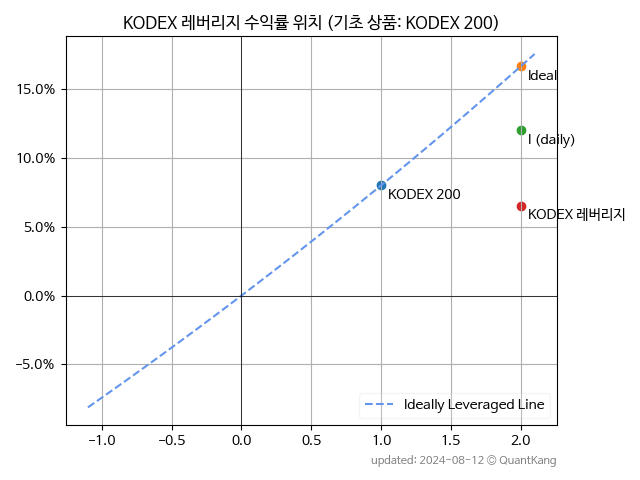 KODEX 레버리지 수익률 위치 (기초 상품: KODEX 200)
15.0%
10.0%
5.0%
0.0%
−5.0%
Ideal
I (daily)
KODEX 200
KODEX 레버리지
Ideally Leveraged Line
−1.0 −0.5 0.0 0.5 1.0 1.5 2.0
updated: 2024-08-12 © QuantKang